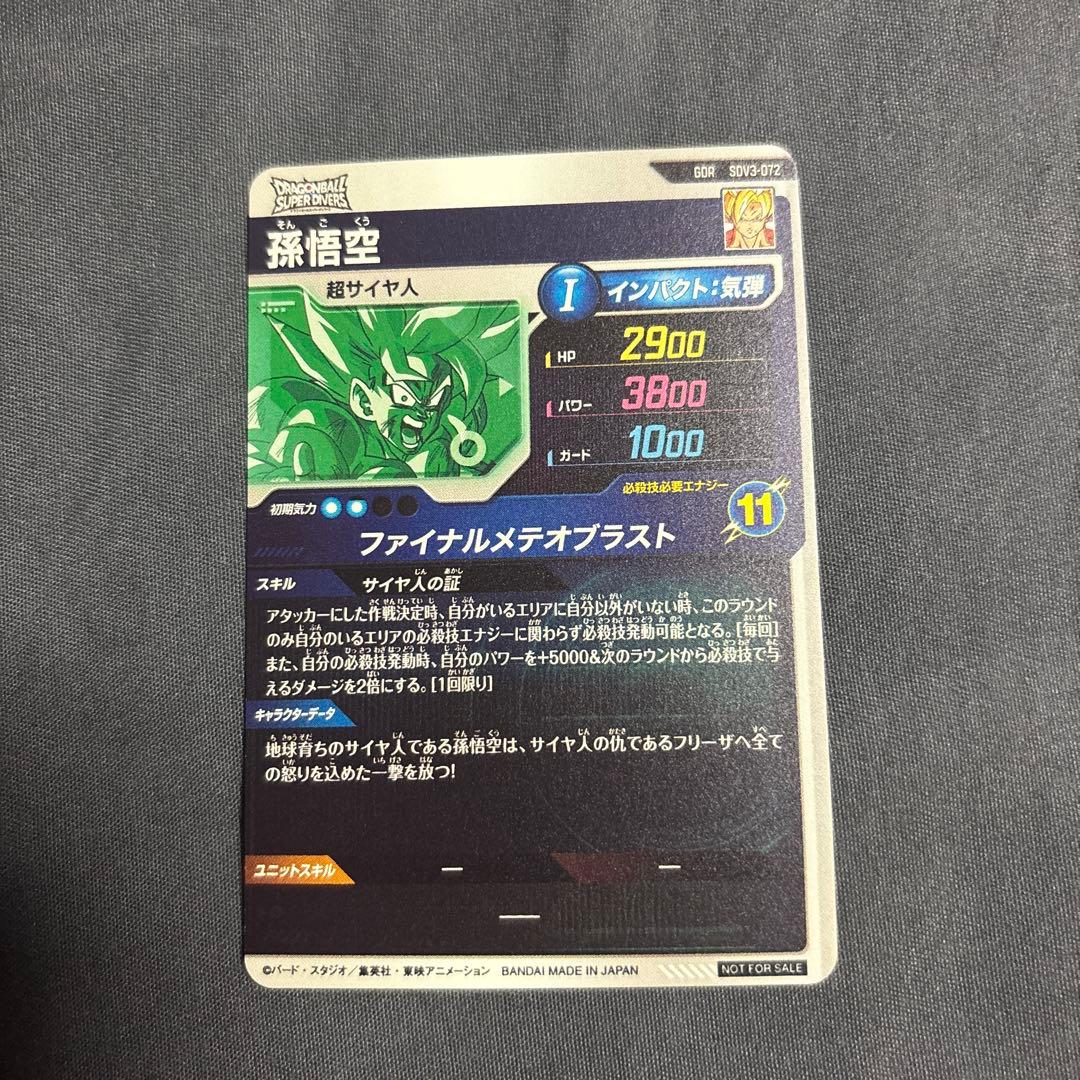 GDR SDV3-072
DRAGONBALL
SUPER DIVERS
そん ご くう
孫悟空
超サイヤ人
I インパクト:気弾
HP 2900
パワー 3800
ガード 1000
必殺技必要エナジー
11
初期気力
ファイナルメテオブラスト
スキル サイヤ人の証
アタッカーにした作戦決定時、自分がいるエリアに自分以外がいない時、このラウンド
のみ自分のいるエリアの必殺技エナジーに関わらず必殺技発動可能となる。[毎回]
また、自分の必殺技発動時、自分のパワーを+5000&次のラウンドから必殺技で与
えるダメージを2倍にする。[1回限り]
キャラクターデータ
地球育ちのサイヤ人である孫悟空は、サイヤ人の仇であるフリーザへ全て
の怒りを込めた一撃を放つ!
ユニットスキル ー ー
ー
©バード・スタジオ/集英社・東映アニメーション BANDAI MADE IN JAPAN NOT FOR SALE